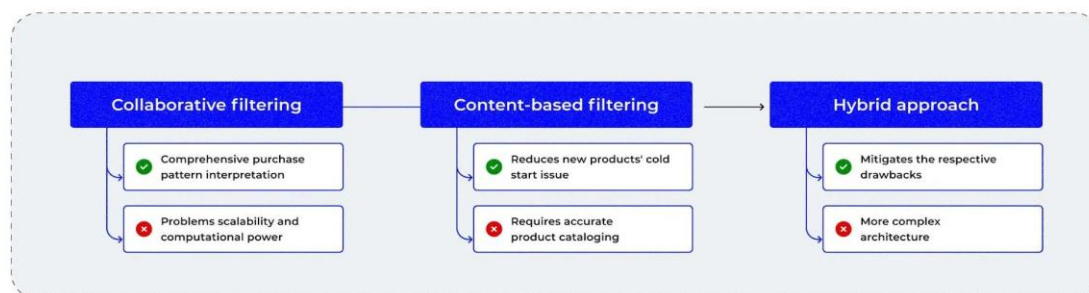 Collaborative filtering
Comprehensive purchase
pattern interpretation
Problems scalability and
computational power
Content-based filtering
Reduces new products' cold
start issue
Requires accurate
product cataloging
Hybrid approach
Mitigates the respective
drawbacks
More complex
architecture